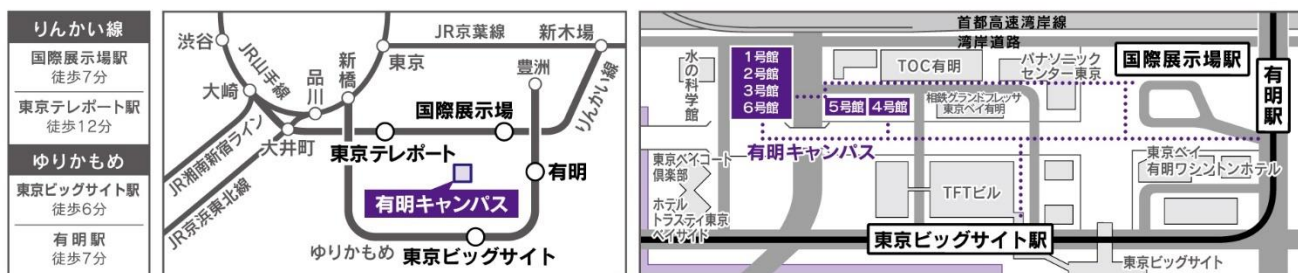 りんかい線
国際展示場駅
徒歩7分
東京テレポート駅
徒歩12分
ゆりかもめ
東京ビッグサイト駅
徒歩6分
有明駅
徒歩7分
渋谷
JR山手線
大崎
品川
新橋
東京
JR京葉線
新木場
豊洲
りんかい線
国際展示場
大井町
東京テレポート
有明
JR湘南新宿ライン
JR京浜東北線
有明キャンパス
ゆりかもめ
東京ビッグサイト
首都高速湾岸線
湾岸道路
水の科学館
1号館
2号館
3号館
6号館
5号館
4号館
TOC有明
パナソニック
センター東京
相鉄グランドフレッサ
東京ベイ有明
国際展示場駅
有明駅
有明キャンパス
東京ベイコート
倶楽部
ホテル
トラスティ東京
ベイサイド
TFTビル
東京ベイ
有明ワシントンホテル
東京ビッグサイト駅
東京ビッグサイト